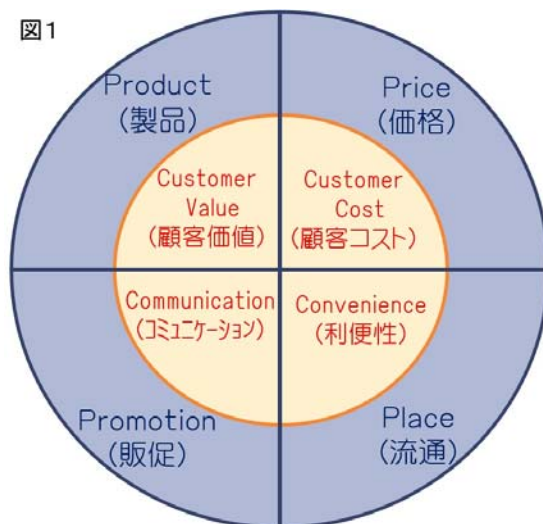 図1
Product
(製品)
Price
(価格)
Customer
Value
(顧客価値)
Customer
Cost
(顧客コスト)
Communication
(コミュニケーション)
Convenience
(利便性)
Promotion
(販促)
Place
(流通)